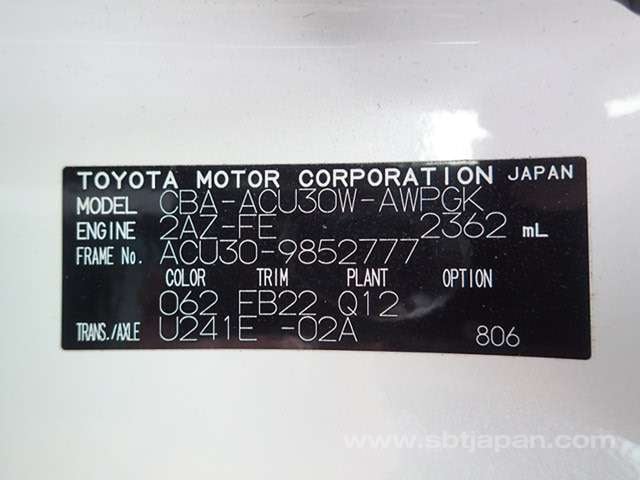 TOYOTA MOTOR CORPORATION JAPAN
MODEL CBA-ACU30W-AWPGK
ENGINE 2AZ-FE 2362 mL
FRAME No. ACU30-9852777
COLOR TRIM PLANT OPTION
062 FB22 Q12
TRANS./AXLE U241E -02A 806
www.sbtjapan.com